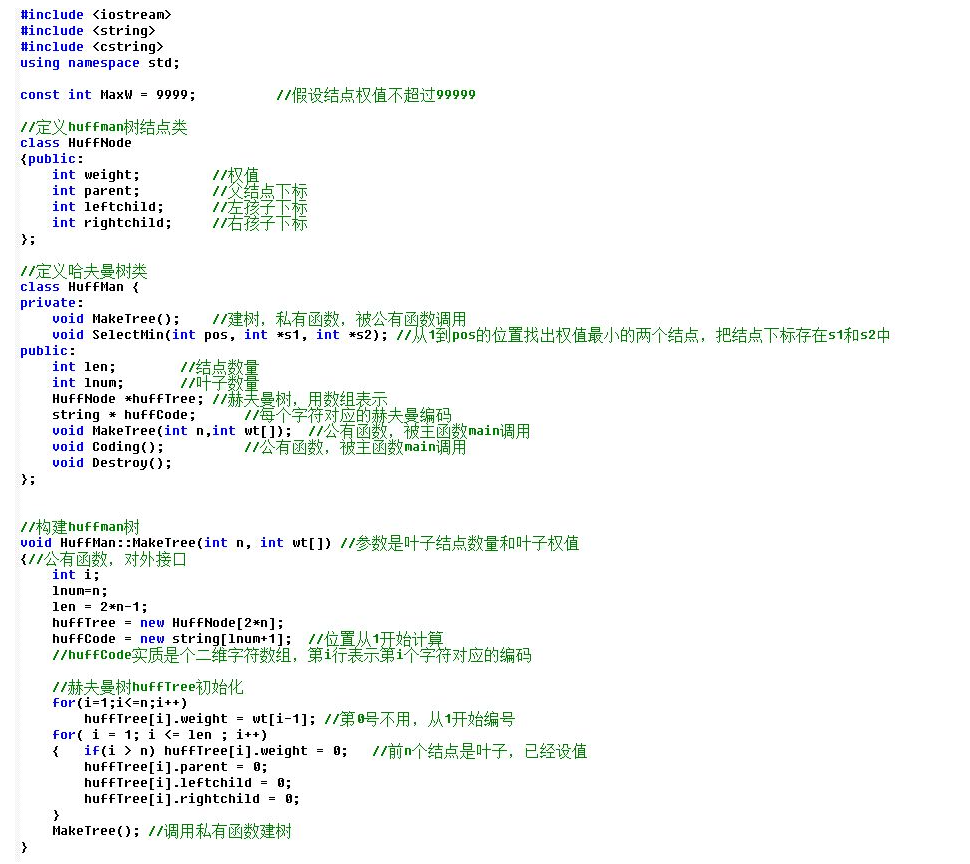 #include <iostream>
#include <string>
#include <cstring>
using namespace std;

const int MaxW = 9999;          //假设结点权值不超过99999

//定义huffman树结点类
class HuffNode
{public:
    int weight;         //权值
    int parent;         //父结点下标
    int leftchild;      //左孩子下标
    int rightchild;     //右孩子下标
};

//定义哈夫曼树类
class HuffMan {
private:
    void MakeTree();    //建树，私有函数，被公有函数调用
    void SelectMin(int pos, int *s1, int *s2); //从1到pos的位置找出权值最小的两个结点，把结点下标存在s1和s2中
public:
    int len;        //结点数量
    int lnum;       //叶子数量
    HuffNode *huffTree; //赫夫曼树，用数组表示
    string * huffCode;      //每个字符对应的赫夫曼编码
    void MakeTree(int n,int wt[]);  //公有函数，被主函数main调用
    void Coding();          //公有函数，被主函数main调用
    void Destroy();
};

//构建huffman树
void HuffMan::MakeTree(int n, int wt[]) //参数是叶子结点数量和叶子权值
{//公有函数，对外接口
    int i;
    lnum=n;
    len = 2*n-1;
    huffTree = new HuffNode[2*n];
    huffCode = new string[lnum+1];  //位置从1开始计算
    //huffCode实质是个二维字符数组，第i行表示第i个字符对应的编码

    //赫夫曼树huffTree初始化
    for(i=1;i<=n;i++)
        huffTree[i].weight = wt[i-1]; //第0号不用，从1开始编号
    for( i = 1; i <= len ; i++)
    {   if(i > n) huffTree[i].weight = 0;   //前n个结点是叶子，已经设值
        huffTree[i].parent = 0;
        huffTree[i].leftchild = 0;
        huffTree[i].rightchild = 0;
    }
    MakeTree(); //调用私有函数建树
}